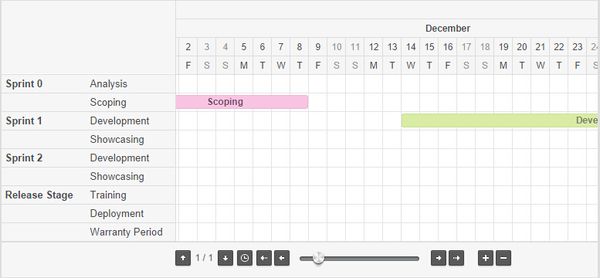 December
2 3 4 5 6 7 8 9 10 11 12 13 14 15 16 17 18 19 20 21 22 23 24
F S S M T W T F S S M T W T F S S M T W T F S
Sprint 0 Analysis
Scoping Scoping
Sprint 1 Development Deve
Showcasing
Sprint 2 Development
Showcasing
Release Stage Training
Deployment
Warranty Period
1 / 1